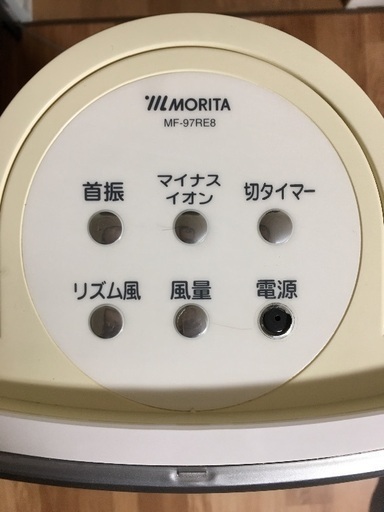 MORITA
MF-97RE8
首振
マイナス
イオン
切タイマー
リズム風
風量
電源